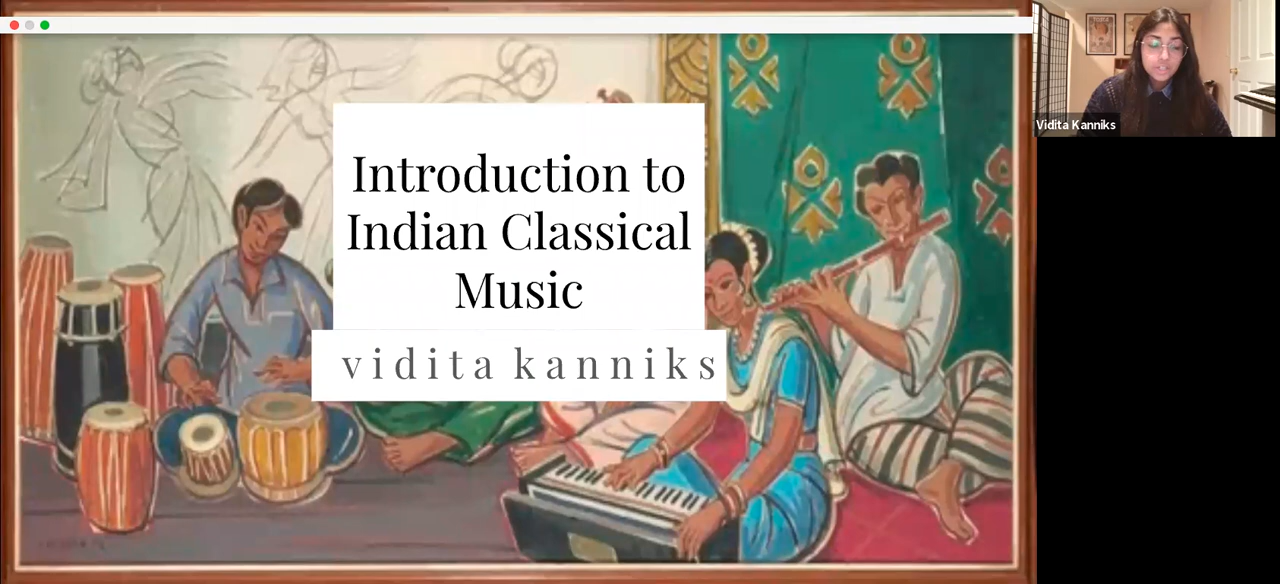 Introduction to
Indian Classical
Music
vidita kanniks
Vidita Kanniks